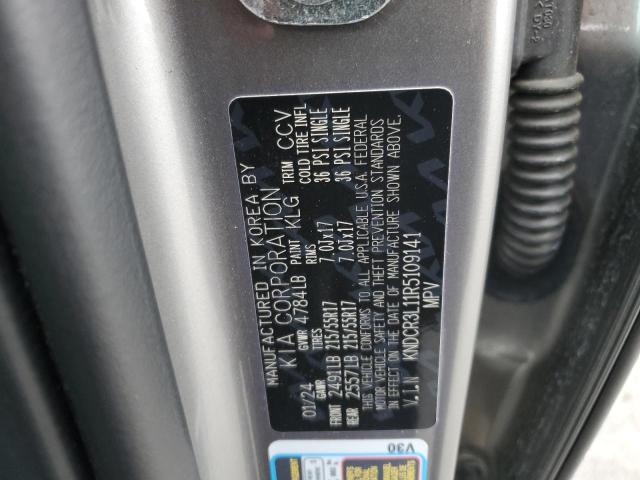 MANUFACTURED IN KOREA BY
KIA CORPORATION
01/24 GVWR 4784LB PAINT KLG TRIM CCV
GAWR TIRES RIMS COLD TIRE INFL
FRONT 2491LB 215/55R17 7.0JX17 36 PSI SINGLE
REAR 2557LB 215/55R17 7.0JX17 36 PSI SINGLE
THIS VEHICLE CONFORMS TO ALL APPLICABLE U.S.A. FEDERAL
MOTOR VEHICLE SAFETY AND THEFT PREVENTION STANDARDS
IN EFFECT ON THE DATE OF MANUFACTURE SHOWN ABOVE.
V.I.N KNDCR3L11R5109141
MPV
V30